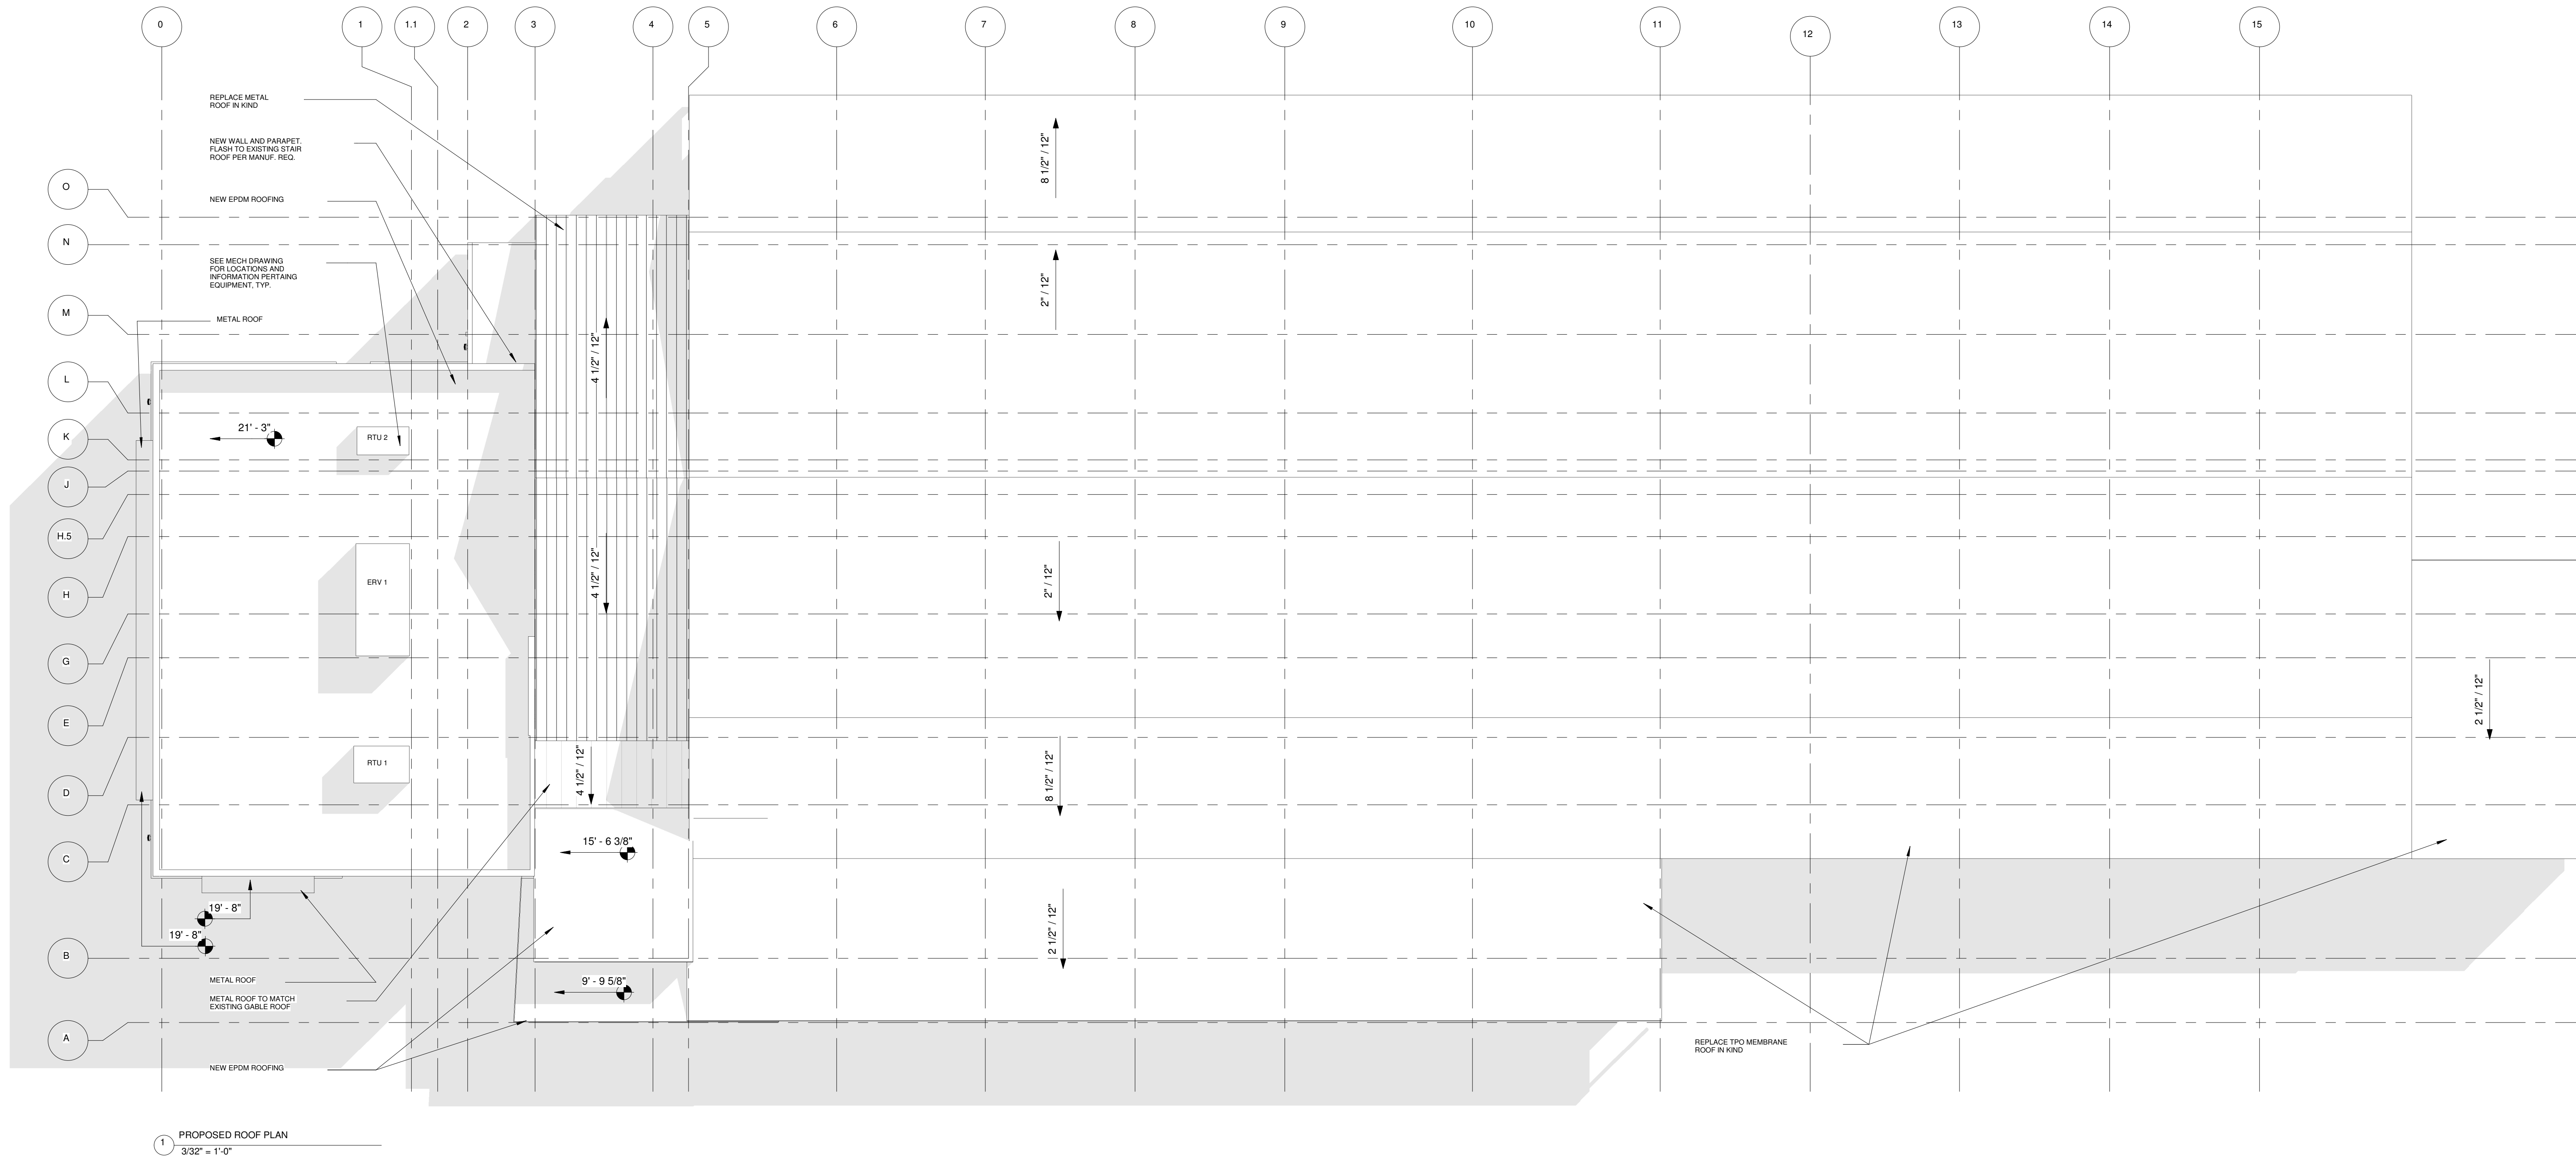 0 1 1.1 2 3 4 5 6 7 8 9 10 11 12 13 14 15
REPLACE METAL
ROOF IN KIND
NEW WALL AND PARAPET.
FLASH TO EXISTING STAIR
ROOF PER MANUF. REQ.
NEW EPDM ROOFING
SEE MECH DRAWING
FOR LOCATIONS AND
INFORMATION PERTAING
EQUIPMENT, TYP.
METAL ROOF
O
N
M
L
K
J
H.5
H
G
E
D
C
B
A
8 1/2" / 12"
2" / 12"
4 1/2" / 12"
21' - 3"
RTU 2
ERV 1
4 1/2" / 12"
2" / 12"
2 1/2" / 12"
RTU 1
4 1/2" / 12"
8 1/2" / 12"
15' - 6 3/8"
19' - 8"
19' - 8"
2 1/2" / 12"
9' - 9 5/8"
METAL ROOF
METAL ROOF TO MATCH
EXISTING GABLE ROOF
NEW EPDM ROOFING
REPLACE TPO MEMBRANE
ROOF IN KIND
1
PROPOSED ROOF PLAN
3/32" = 1'-0"